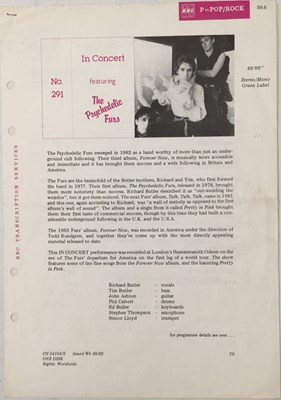 BBC
P–POP/ROCK
39.6
In Concert
No.
291
featuring
The
Psychedelic
Furs
60'00"
Stereo/Mono
Green Label
BBC TRANSCRIPTION SERVICES
The Psychedelic Furs emerged in 1982 as a band worthy of more than just an under-
ground cult following. Their third album, Forever Now, is musically more accessible
and immediate and it has brought them success and a wide following in Britain and
America.
The Furs are the brainchild of the Butler brothers, Richard and Tim, who first formed
the band in 1977. Their first album, The Psychedelic Furs, released in 1979, brought
them more notoriety than success. Richard Butler described it as "out-weirding the
weirdos", but it got them noticed. The next Furs' album, Talk, Talk, Talk, came in 1981
and this one, again according to Richard, was "a wall of melody as opposed to the first
album's wall of sound". The album and a single from it called Pretty in Pink brought
them their first taste of commercial success, though by this time they had built a con-
siderable underground following in the U.K. and the U.S.A.
The 1982 Furs' album, Forever Now, was recorded in America under the direction of
Todd Rundgren, and together they've come up with the most directly appealing
material released to date.
This IN CONCERT performance was recorded at London's Hammersmith Odeon on the
eve of The Furs' departure for America on the first leg of a world tour. The show
features some of the fine songs from the Forever Now album, and the haunting Pretty
in Pink.
Richard Butler - vocals
Tim Butler - bass
John Ashton - guitar
Phil Calvert - drums
Ed Buller - keyboards
Stephen Thompson - saxophone
Simon Lloyd - trumpet
for programme details see over . . .
Issued Wk 40/82
ONE DISK
Rights: Worldwide